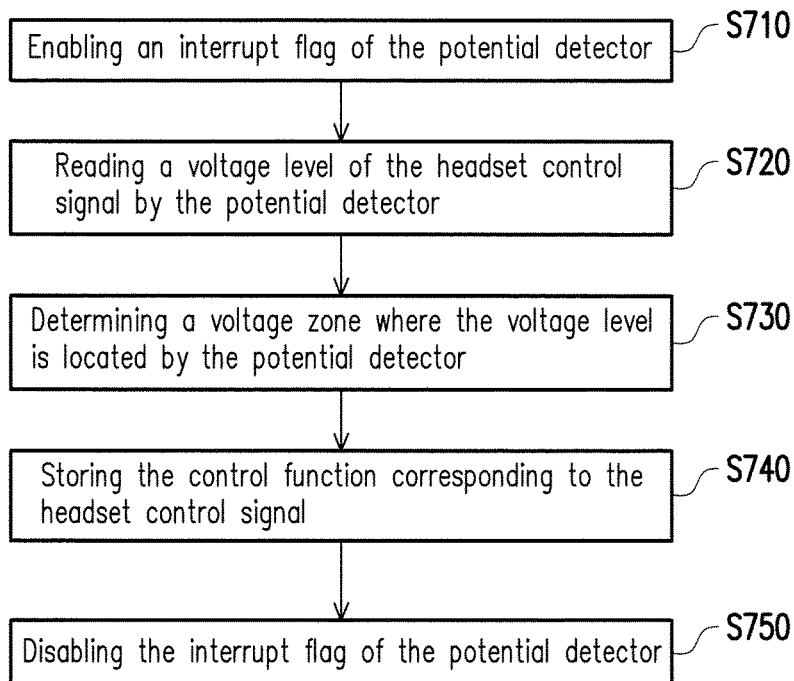 S710
Enabling an interrupt flag of the potential detector
S720
Reading a voltage level of the headset control
signal by the potential detector
S730
Determining a voltage zone where the voltage level
is located by the potential detector
S740
Storing the control function corresponding to the
headset control signal
S750
Disabling the interrupt flag of the potential detector